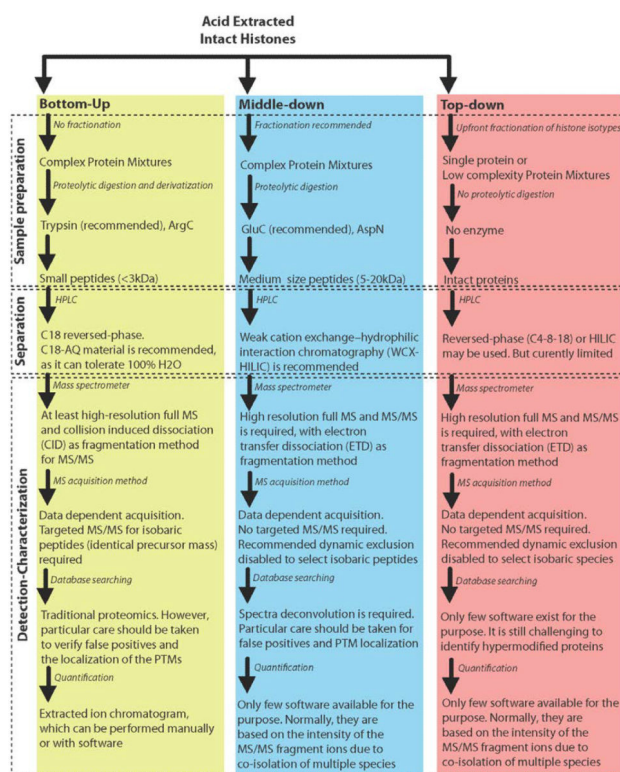 Acid Extracted
Intact Histones
Bottom-Up
No fractionation
Complex Protein Mixtures
Proteolytic digestion and derivatization
Trypsin (recommended), ArgC
Small peptides (<3kDa)
HPLC
C18 reversed-phase.
C18-AQ material is recommended,
as it can tolerate 100% H2O
Mass spectrometer
At least high-resolution full MS
and collision induced dissociation
(CID) as fragmentation method
for MS/MS
MS acquisition method
Data dependent acquisition.
Targeted MS/MS for isobaric
peptides (identical precursor mass)
required
Database searching
Traditional proteomics. However,
particular care should be taken
to verify false positives and
the localization of the PTMs
Quantification
Extracted ion chromatogram,
which can be performed manually
or with software
Middle-down
Fractionation recommended
Complex Protein Mixtures
Proteolytic digestion
GluC (recommended), AspN
Medium size peptides (5-20kDa)
HPLC
Weak cation exchange–hydrophilic
interaction chromatography (WCX-
HILIC) is recommended
Mass spectrometer
High resolution full MS and MS/MS
is required, with electron
transfer dissociation (ETD) as
fragmentation method
MS acquisition method
Data dependent acquisition.
No targeted MS/MS required.
Recommended dynamic exclusion
disabled to select isobaric peptides
Database searching
Spectra deconvolution is required.
Particular care should be taken for
false positives and PTM localization
Quantification
Only few software available for the
purpose. Normally, they are
based on the intensity of the
MS/MS fragment ions due to
co-isolation of multiple species
Top-down
Upfront fractionation of histone isotypes
Single protein or
Low complexity Protein Mixtures
No proteolytic digestion
No enzyme
Intact proteins
HPLC
Reversed-phase (C4-8-18) or HILIC
may be used. But curently limited
Mass spectrometer
High resolution full MS and MS/MS
is required, with electron
transfer dissociation (ETD) as
fragmentation method
MS acquisition method
Data dependent acquisition.
No targeted MS/MS required.
Recommended dynamic exclusion
disabled to select isobaric species
Database searching
Only few software exist for the
purpose. It is still challenging to
identify hypermodified proteins
Quantification
Only few software available for the
purpose. Normally, they are
based on the intensity of the
MS/MS fragment ions due to
co-isolation of multiple species
Sample preparation
Separation
Detection-Characterization